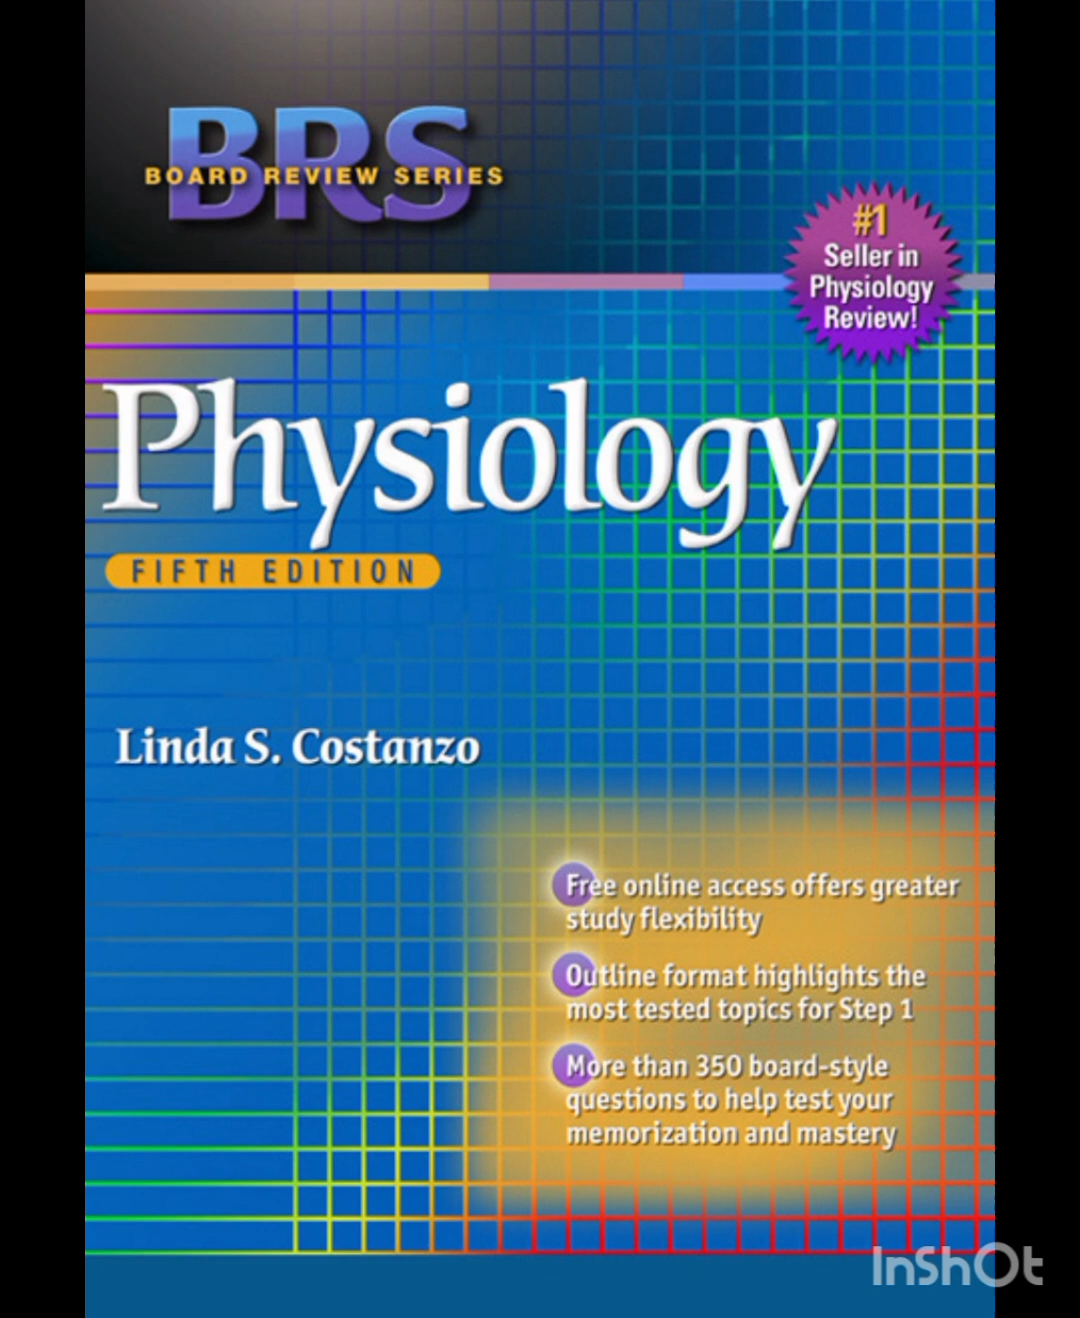 BRS
BOARD REVIEW SERIES
#1
Seller in
Physiology
Review!
Physiology
FIFTH EDITION
Linda S. Costanzo
Free online access offers greater
study flexibility
Outline format highlights the
most tested topics for Step 1
More than 350 board-style
questions to help test your
memorization and mastery
InShOt